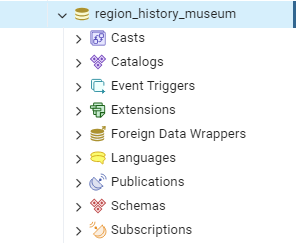 region_history_museum
Casts
Catalogs
Event Triggers
Extensions
Foreign Data Wrappers
Languages
Publications
Schemas
Subscriptions